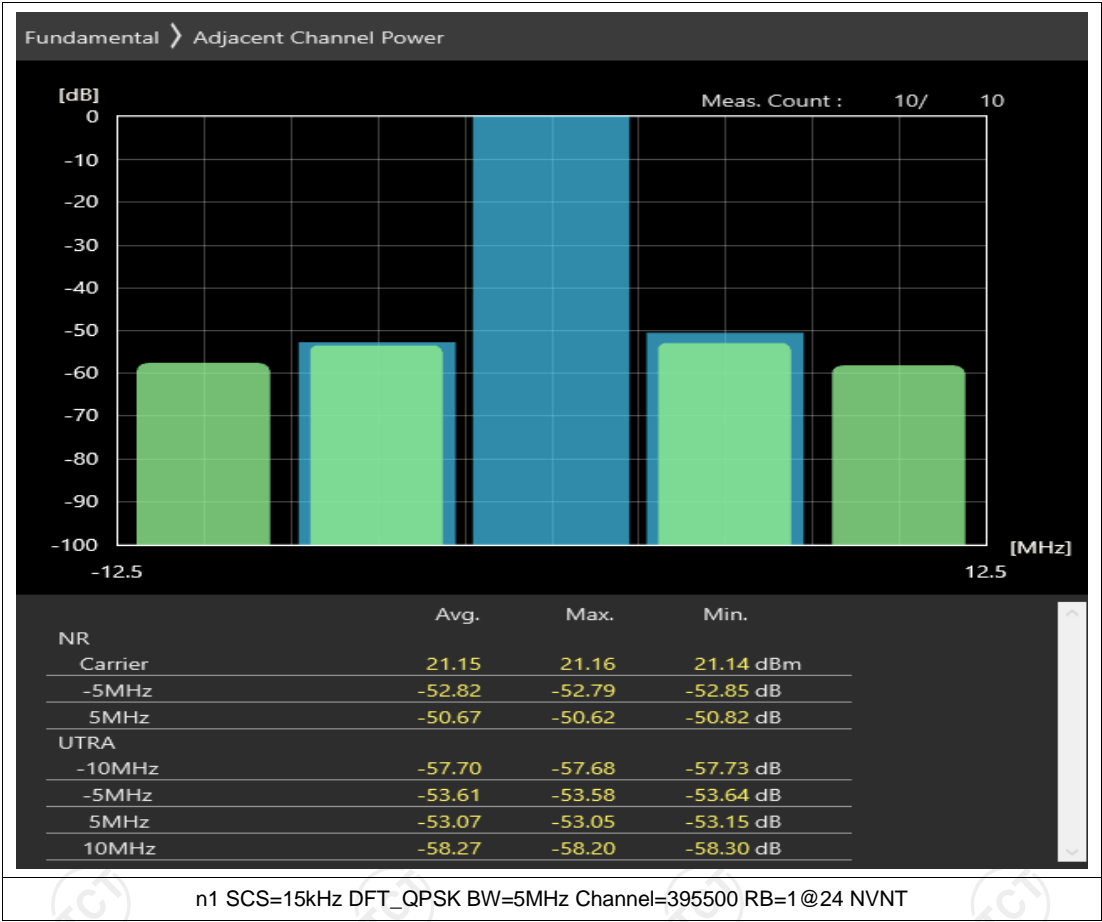 Fundamental 〉 Adjacent Channel Power
[dB]
Meas. Count : 10/ 10
0
-10
-20
-30
-40
-50
-60
-70
-80
-90
-100
[MHz]
-12.5 12.5
Avg. Max. Min.
NR
Carrier 21.15 21.16 21.14 dBm
-5MHz -52.82 -52.79 -52.85 dB
5MHz -50.67 -50.62 -50.82 dB
UTRA
-10MHz -57.70 -57.68 -57.73 dB
-5MHz -53.61 -53.58 -53.64 dB
5MHz -53.07 -53.05 -53.15 dB
10MHz -58.27 -58.20 -58.30 dB
n1 SCS=15kHz DFT_QPSK BW=5MHz Channel=395500 RB=1@24 NVNT
TCT TCT TCT TCT